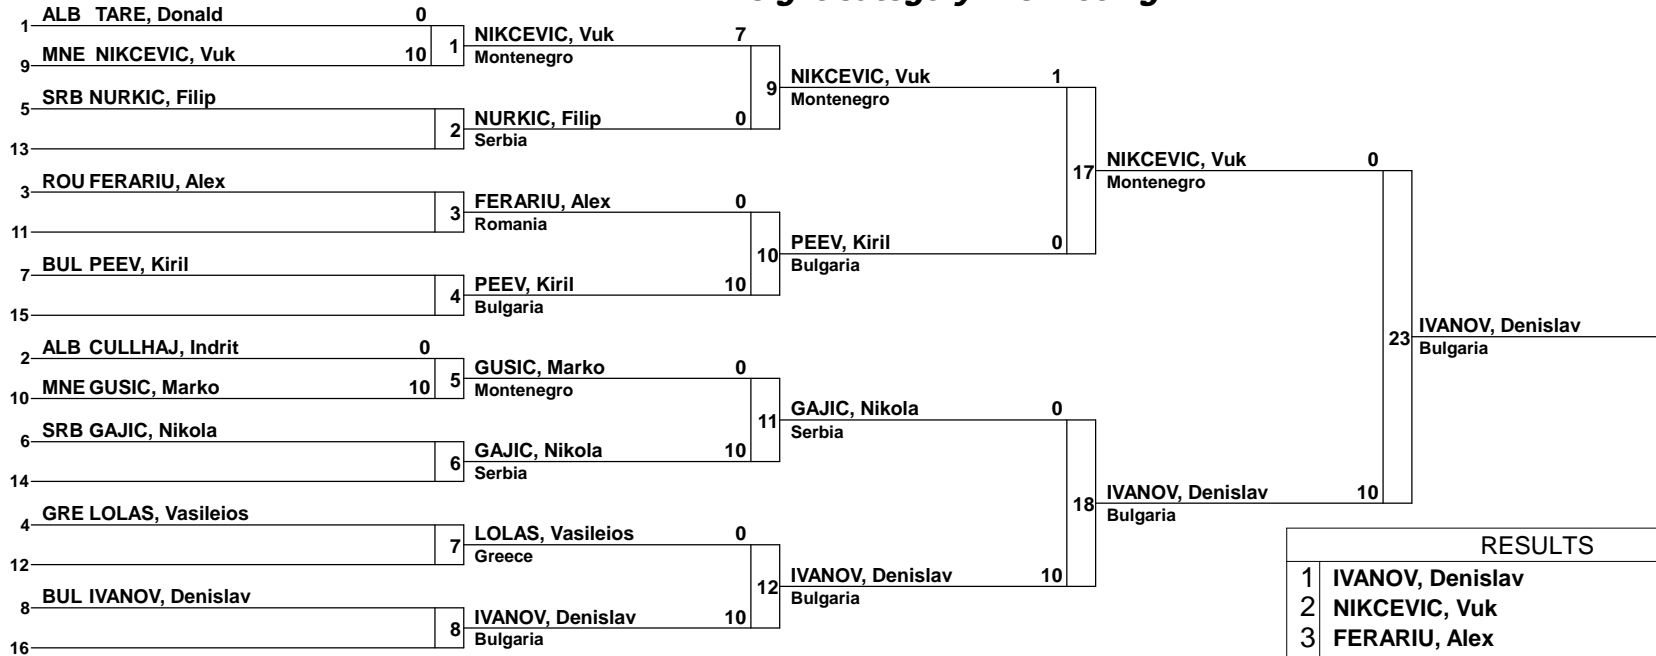 1 ALB TARE, Donald 0
9 MNE NIKCEVIC, Vuk 10
1
NIKCEVIC, Vuk 7
Montenegro
5 SRB NURKIC, Filip
13
2
NURKIC, Filip 0
Serbia
9
NIKCEVIC, Vuk 1
Montenegro
3 ROU FERARIU, Alex
11
3
FERARIU, Alex 0
Romania
7 BUL PEEV, Kiril
15
4
PEEV, Kiril 10
Bulgaria
10
PEEV, Kiril 0
Bulgaria
17
NIKCEVIC, Vuk 0
Montenegro
2 ALB CULLHAJ, Indrit 0
10 MNE GUSIC, Marko 10
5
GUSIC, Marko 0
Montenegro
6 SRB GAJIC, Nikola
14
6
GAJIC, Nikola 10
Serbia
11
GAJIC, Nikola 0
Serbia
4 GRE LOLAS, Vasileios
12
7
LOLAS, Vasileios 0
Greece
8 BUL IVANOV, Denislav
16
8
IVANOV, Denislav 10
Bulgaria
12
IVANOV, Denislav 10
Bulgaria
18
IVANOV, Denislav 10
Bulgaria
23
IVANOV, Denislav
Bulgaria
RESULTS
1 IVANOV, Denislav
2 NIKCEVIC, Vuk
3 FERARIU, Alex